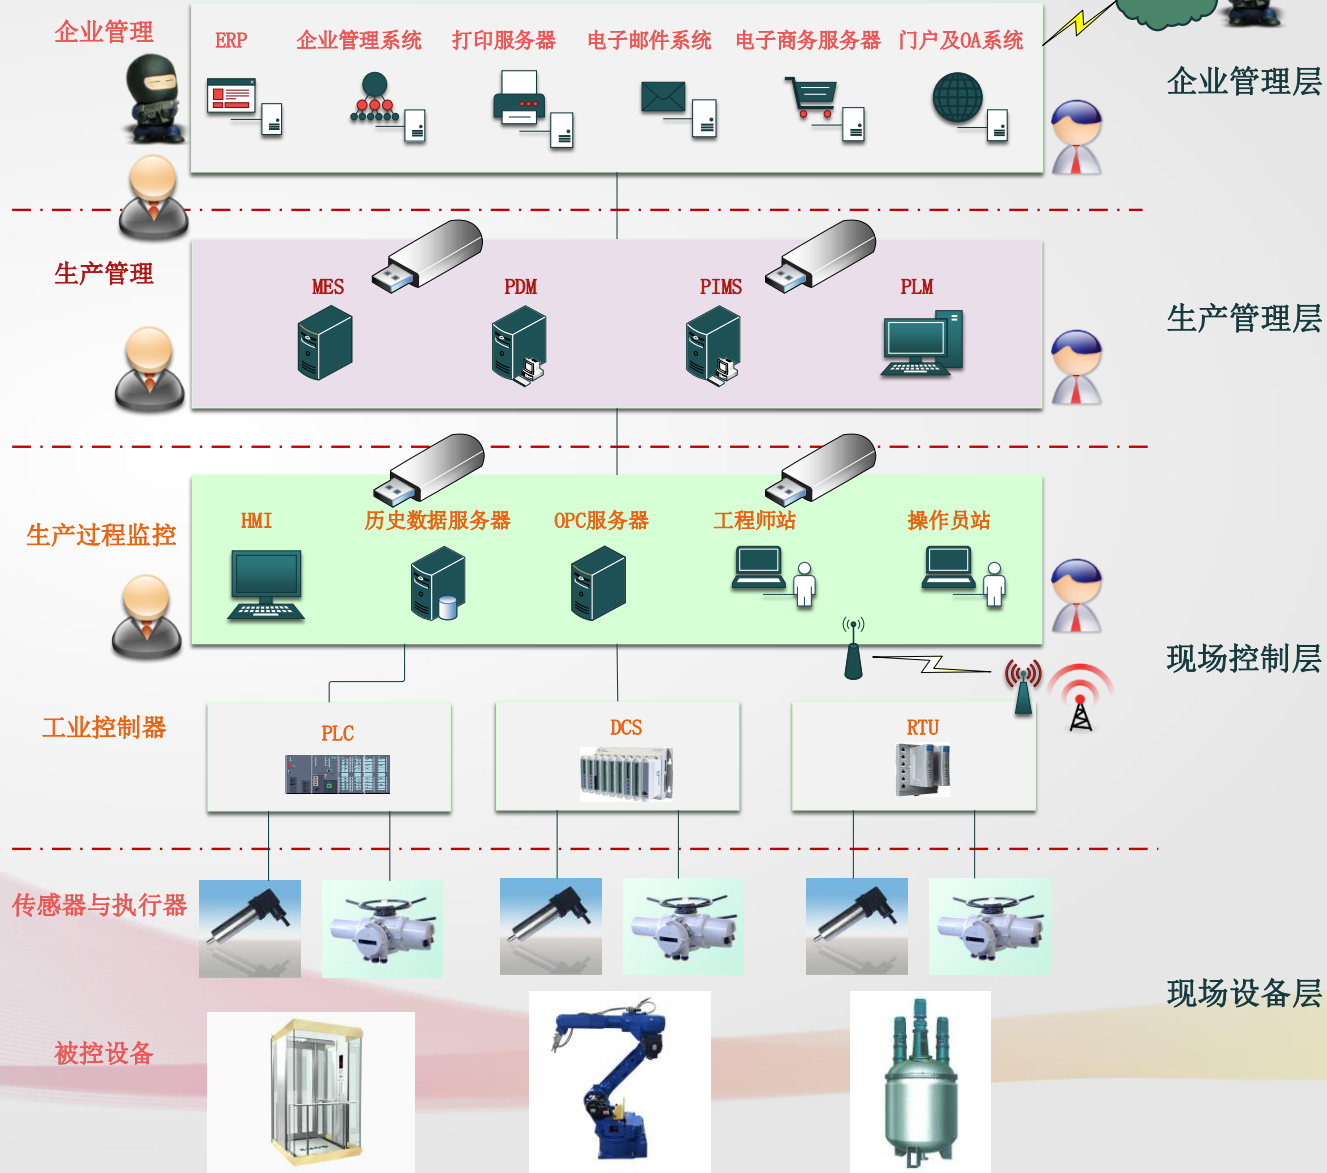 企业管理
ERP
企业管理系统
打印服务器
电子邮件系统
电子商务服务器
门户及OA系统
企业管理层
生产管理
MES
PDM
PIMS
PLM
生产管理层
生产过程监控
HMI
历史数据服务器
OPC服务器
工程师站
操作员站
现场控制层
工业控制器
PLC
DCS
RTU
传感器与执行器
现场设备层
被控设备